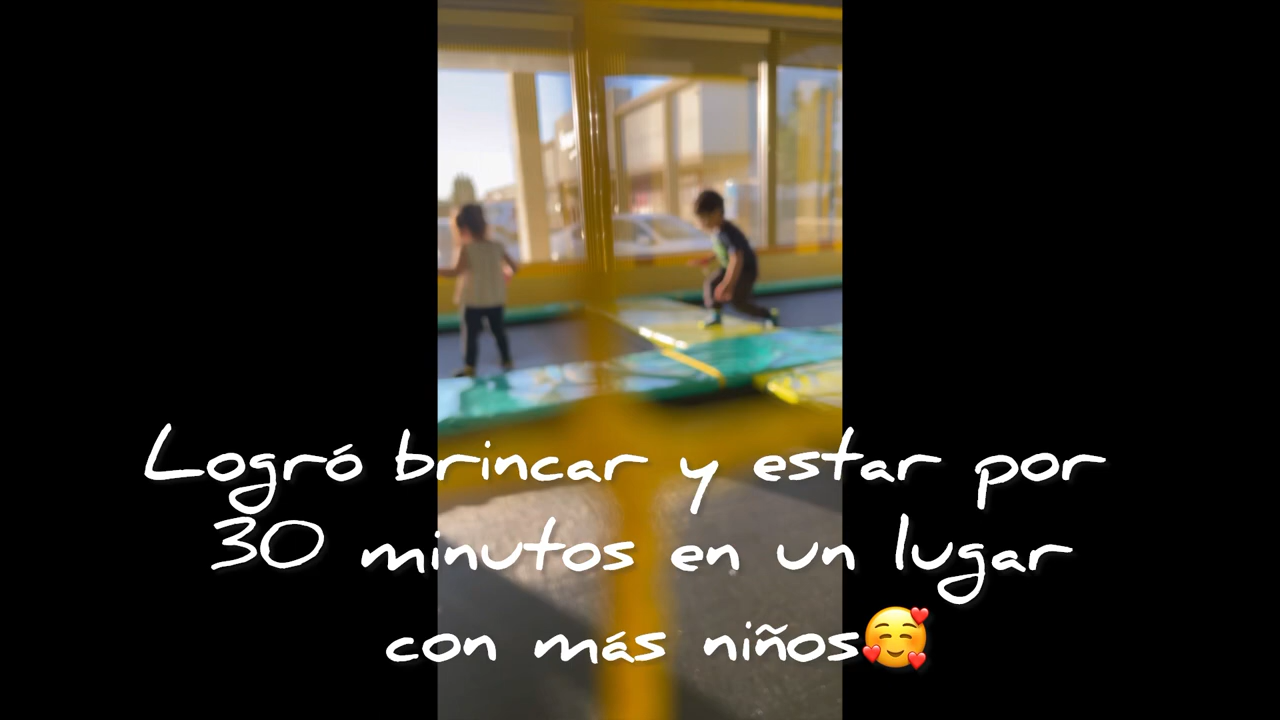 Logró brincar y estar por
30 minutos en un lugar
con más niños🥰